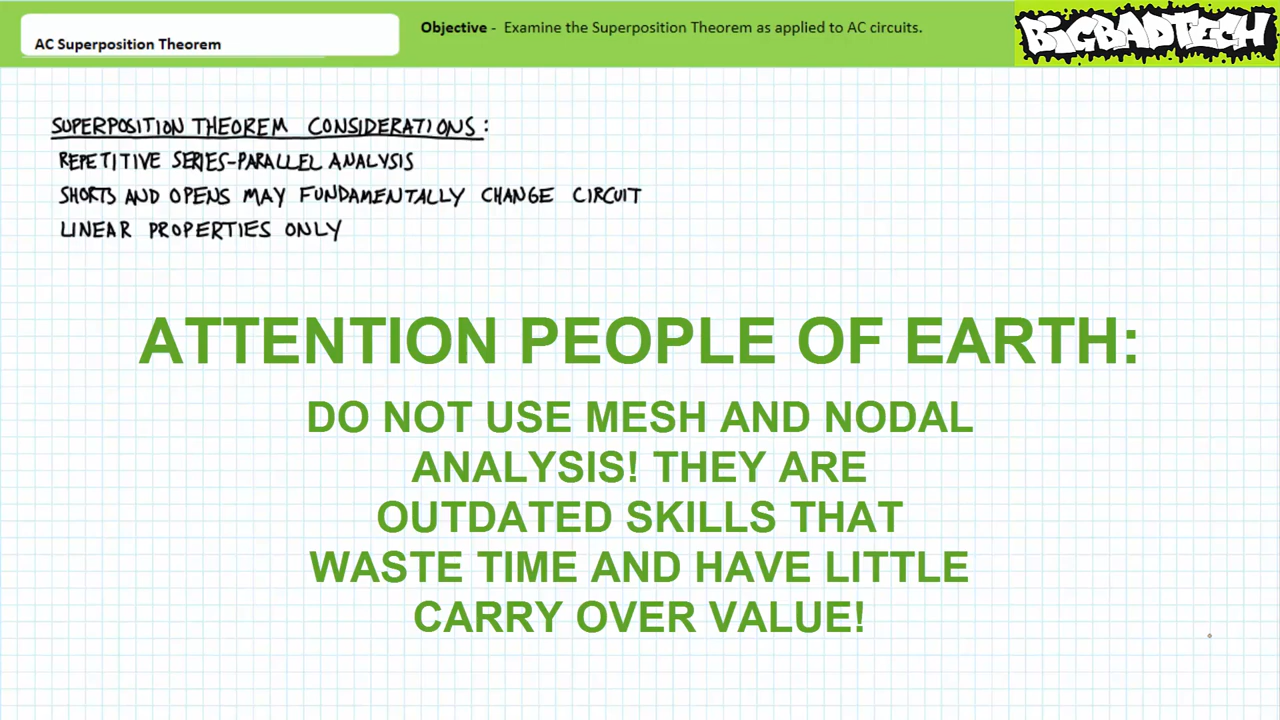 AC Superposition Theorem
Objective - Examine the Superposition Theorem as applied to AC circuits.
BIGBADTECH
SUPERPOSITION THEOREM CONSIDERATIONS:
REPETITIVE SERIES-PARALLEL ANALYSIS
SHORTS AND OPENS MAY FUNDAMENTALLY CHANGE CIRCUIT
LINEAR PROPERTIES ONLY
ATTENTION PEOPLE OF EARTH:
DO NOT USE MESH AND NODAL
ANALYSIS! THEY ARE
OUTDATED SKILLS THAT
WASTE TIME AND HAVE LITTLE
CARRY OVER VALUE!